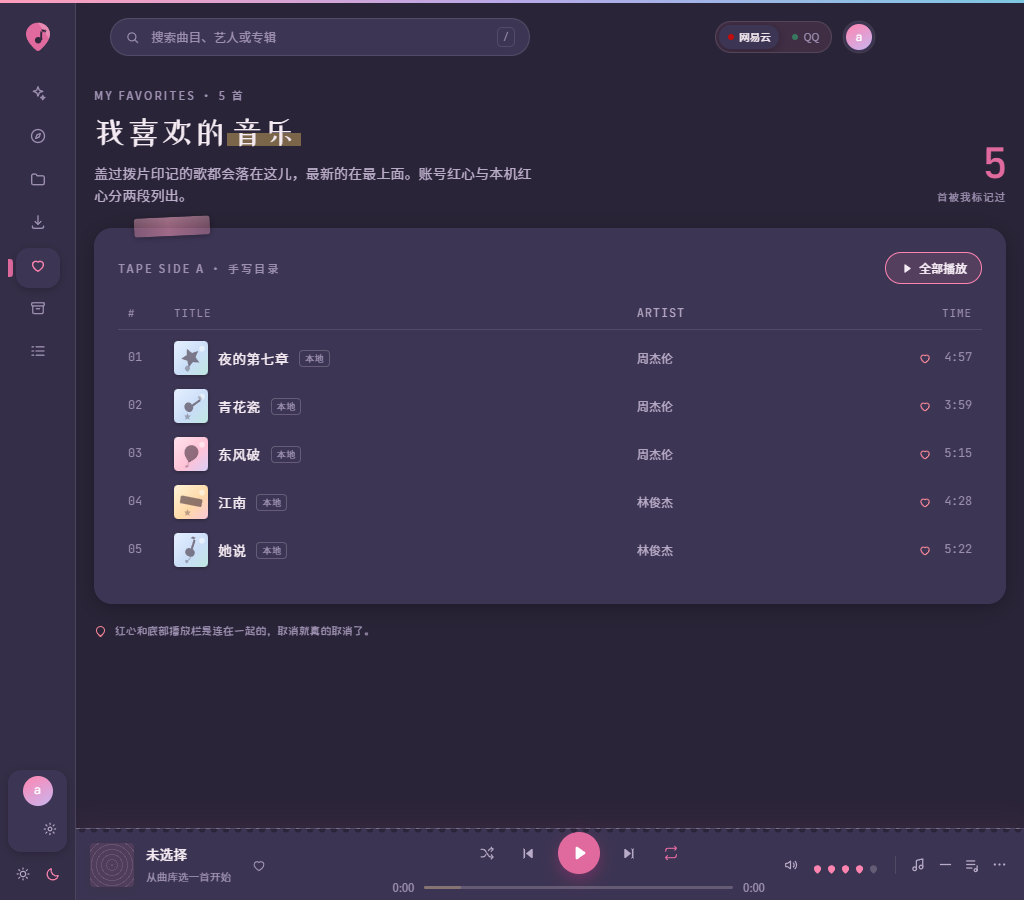 搜索曲目、艺人或专辑
/
网易云
QQ
a
MY FAVORITES • 5 首
我喜欢的音乐
盖过拨片印记的歌都会落在这儿，最新的在最上面。账号红心与本机红
心分两段列出。
5
首被我标记过
TAPE SIDE A • 手写目录
全部播放
# TITLE ARTIST TIME
01 夜的第七章 本地 周杰伦 4:57
02 青花瓷 本地 周杰伦 3:59
03 东风破 本地 周杰伦 5:15
04 江南 本地 林俊杰 4:28
05 她说 本地 林俊杰 5:22
红心和底部播放栏是连在一起的，取消就真的取消了。
a
未选择
从曲库选一首开始
0:00
0:00